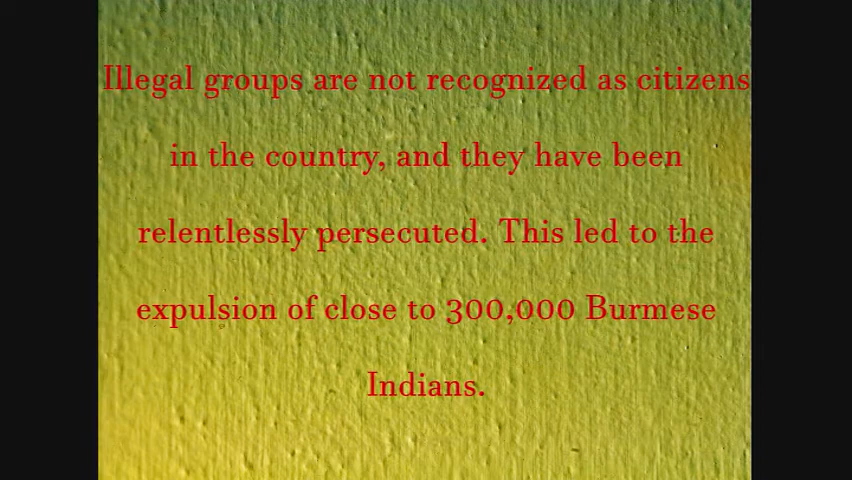 Illegal groups are not recognized as citizens
in the country, and they have been
relentlessly persecuted. This led to the
expulsion of close to 300,000 Burmese
Indians.